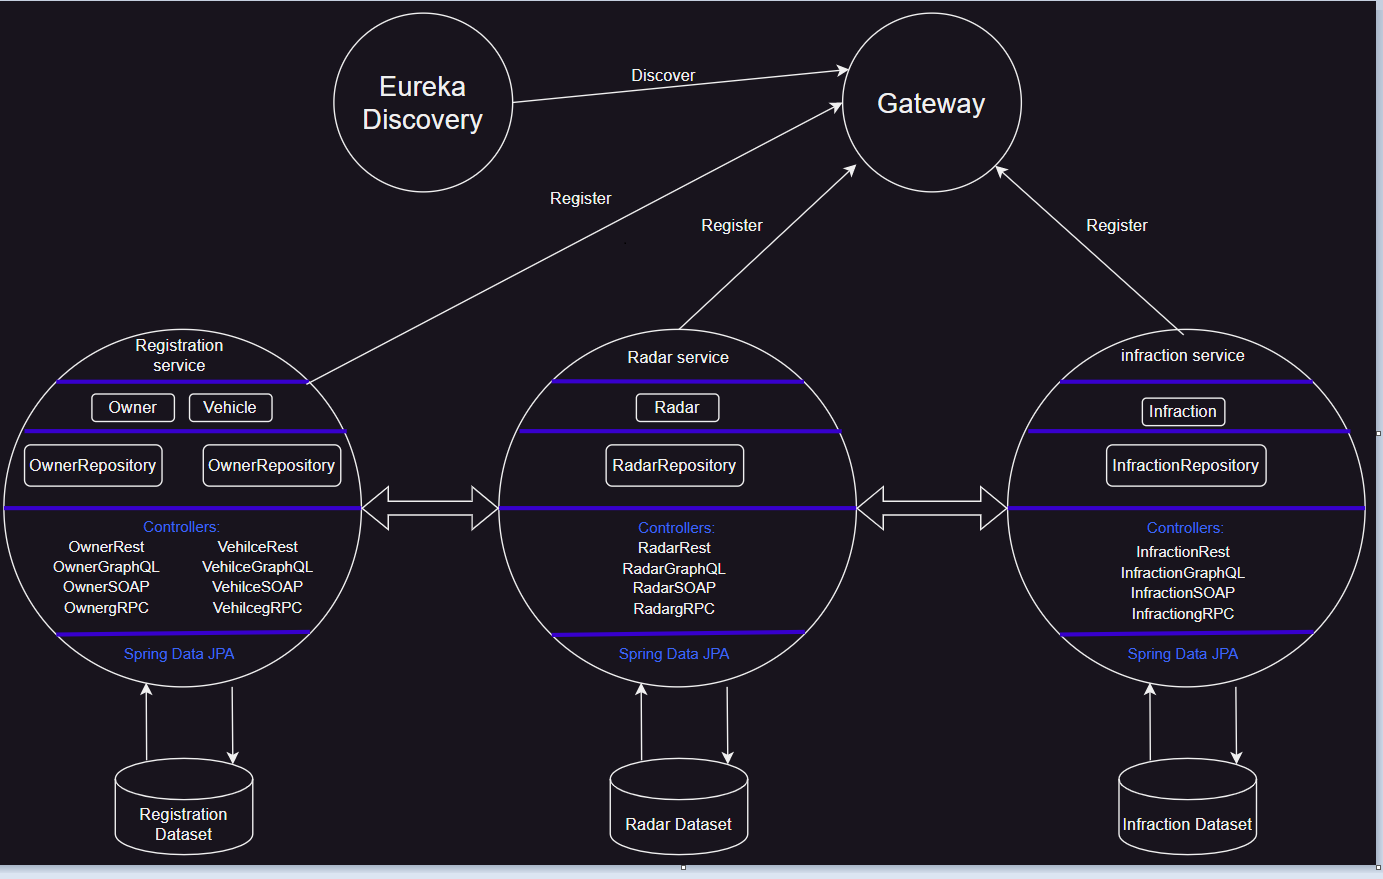 Eureka
Discovery
Discover
Gateway
Register
Register
Register
Registration
service
Owner
Vehicle
OwnerRepository
OwnerRepository
Controllers:
OwnerRest
VehilceRest
OwnerGraphQL
VehilceGraphQL
OwnerSOAP
VehilceSOAP
OwnergRPC
VehilcegRPC
Spring Data JPA
Registration
Dataset
Radar service
Radar
RadarRepository
Controllers:
RadarRest
RadarGraphQL
RadarSOAP
RadargRPC
Spring Data JPA
Radar Dataset
infraction service
Infraction
InfractionRepository
Controllers:
InfractionRest
InfractionGraphQL
InfractionSOAP
InfractiongRPC
Spring Data JPA
Infraction Dataset